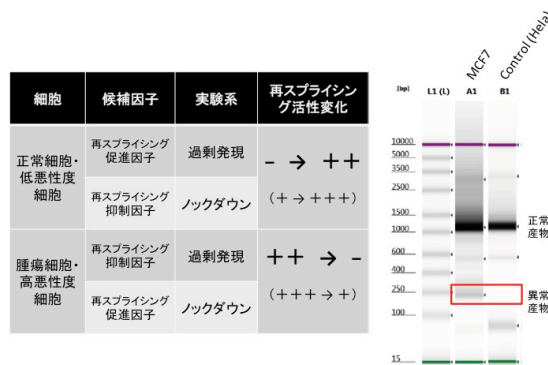 細胞
候補因子
実験系
再スプライシン
グ活性変化
正常細胞・
低悪性度
細胞
再スプライシング
促進因子
過剰発現
− → ++
再スプライシング
抑制因子
ノックダウン
(+ → +++)
腫瘍細胞・
高悪性度
細胞
再スプライシング
抑制因子
過剰発現
++ → −
再スプライシング
促進因子
ノックダウン
(+++ → +)
MCF7
Control (Hela)
[bp]
L1 (L)
A1
B1
10000
5000
3500
2500
1500
1000
600
400
250
100
15
正常
産物
異常
産物